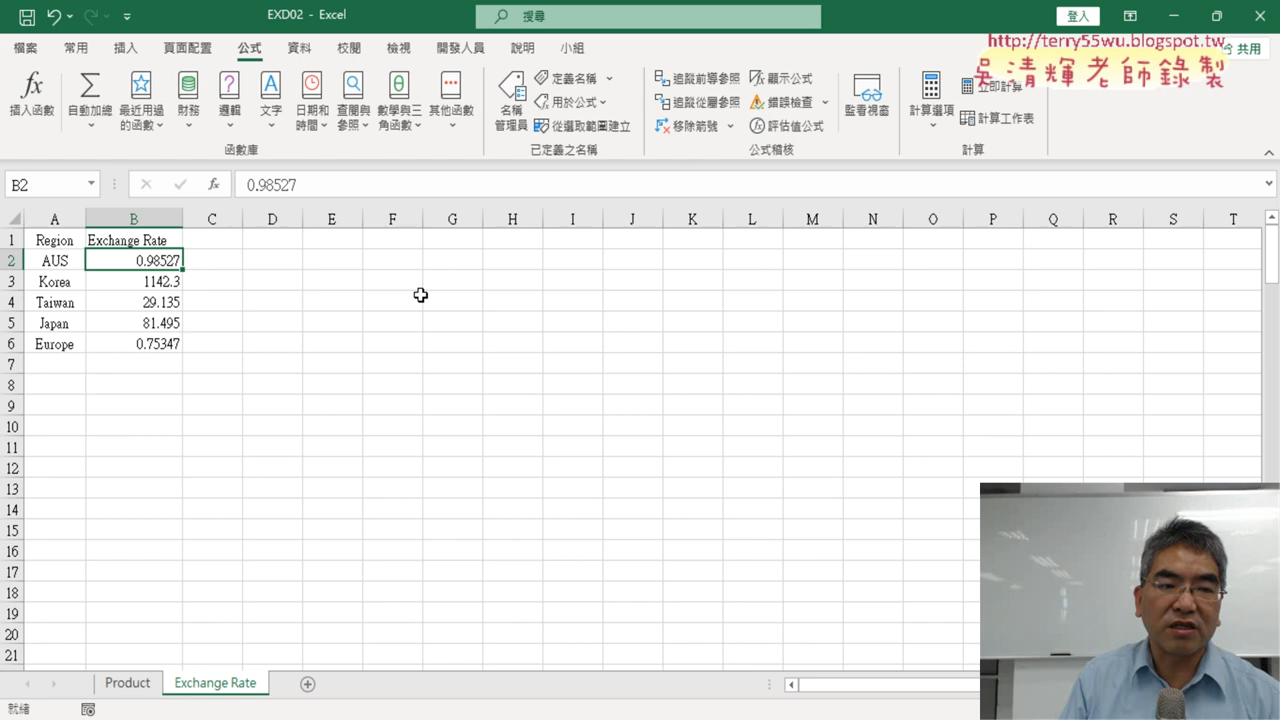 EXD02 - Excel
搜尋
登入
http://terry55wu.blogspot.tw
吳清輝老師錄製
共用
檔案 常用 插入 頁面配置 公式 資料 校閱 檢視 開發人員 說明 小組
插入函數
自動加總
最近用過的函數
財務
邏輯
文字
日期和時間
查閱與參照
數學與三角函數
其他函數
函數庫
名稱管理員
定義名稱
用於公式
從選取範圍建立
已定義之名稱
追蹤前導參照
追蹤從屬參照
移除箭號
顯示公式
錯誤檢查
評估值公式
公式稽核
監看視窗
計算選項
立即計算
計算工作表
計算
B2 fx 0.98527
A B C D E F G H I J K L M N O P Q R S T
1 Region Exchange Rate
2 AUS 0.98527
3 Korea 1142.3
4 Taiwan 29.135
5 Japan 81.495
6 Europe 0.75347
7
8
9
10
11
12
13
14
15
16
17
18
19
20
21
Product Exchange Rate
就緒